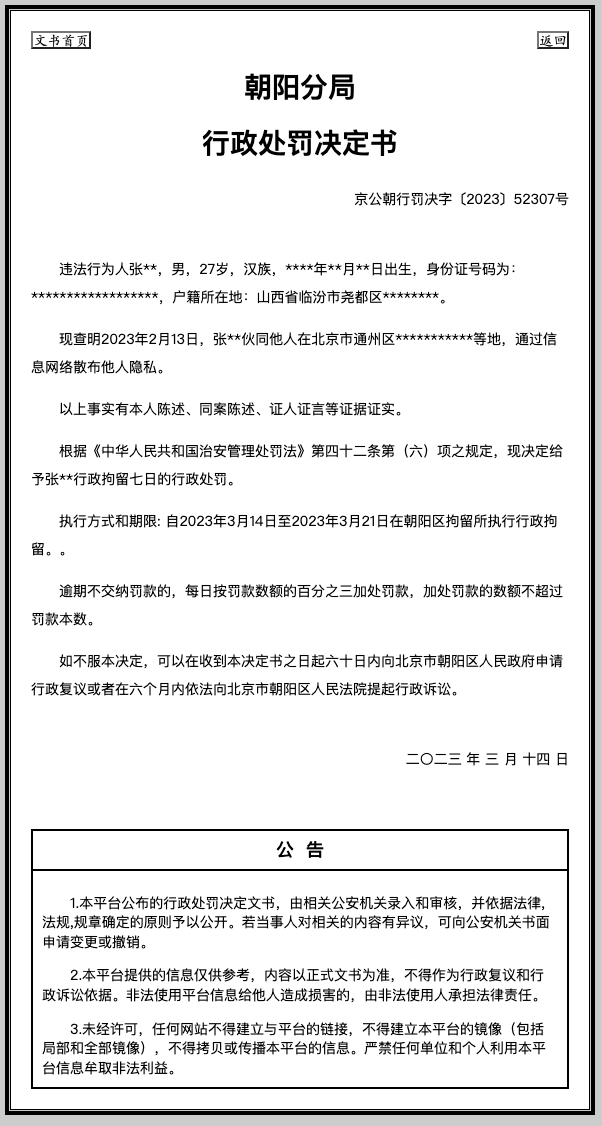 文书首页
返回
朝阳分局
行政处罚决定书
京公朝行罚决字〔2023〕52307号
违法行为人张**，男，27岁，汉族，****年**月**日出生，身份证号码为：
******************，户籍所在地：山西省临汾市尧都区********。
现查明2023年2月13日，张**伙同他人在北京市通州区***********等地，通过信
息网络散布他人隐私。
以上事实有本人陈述、同案陈述、证人证言等证据证实。
根据《中华人民共和国治安管理处罚法》第四十二条第（六）项之规定，现决定给
予张**行政拘留七日的行政处罚。
执行方式和期限: 自2023年3月14日至2023年3月21日在朝阳区拘留所执行行政拘
留。。
逾期不交纳罚款的，每日按罚款数额的百分之三加处罚款，加处罚款的数额不超过
罚款本数。
如不服本决定，可以在收到本决定书之日起六十日内向北京市朝阳区人民政府申请
行政复议或者在六个月内依法向北京市朝阳区人民法院提起行政诉讼。
二〇二三 年 三 月 十四 日
公 告
1.本平台公布的行政处罚决定文书，由相关公安机关录入和审核，并依据法律,
法规,规章确定的原则予以公开。若当事人对相关的内容有异议，可向公安机关书面
申请变更或撤销。
2.本平台提供的信息仅供参考，内容以正式文书为准，不得作为行政复议和行
政诉讼依据。非法使用平台信息给他人造成损害的，由非法使用人承担法律责任。
3.未经许可，任何网站不得建立与平台的链接，不得建立本平台的镜像（包括
局部和全部镜像），不得拷贝或传播本平台的信息。严禁任何单位和个人利用本平
台信息牟取非法利益。